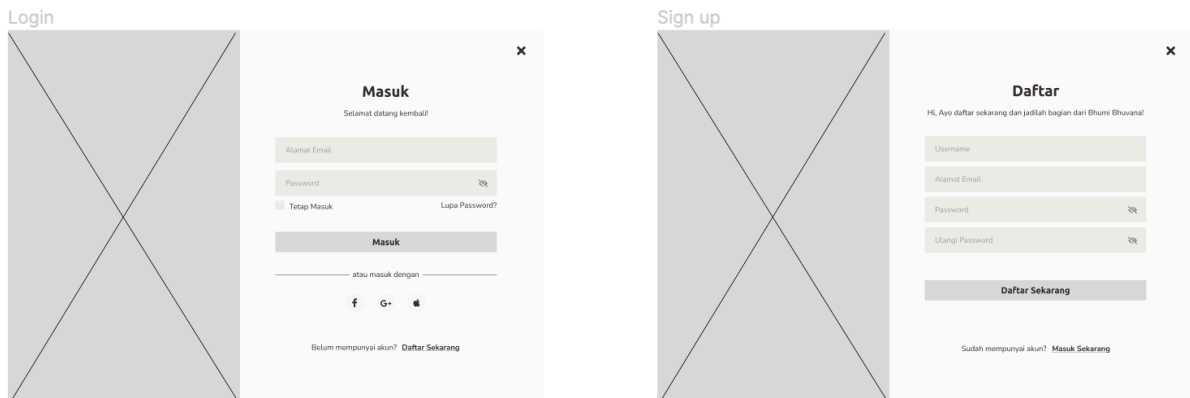 Login
Masuk
Selamat datang kembali!
Alamat Email
Password
Tetap Masuk Lupa Password?
Masuk
atau masuk dengan
f G+
Belum mempunyai akun? Daftar Sekarang
Sign up
Daftar
Hi, Ayo daftar sekarang dan jadilah bagian dari Bhumi Bhuvana!
Username
Alamat Email
Password
Ulangi Password
Daftar Sekarang
Sudah mempunyai akun? Masuk Sekarang